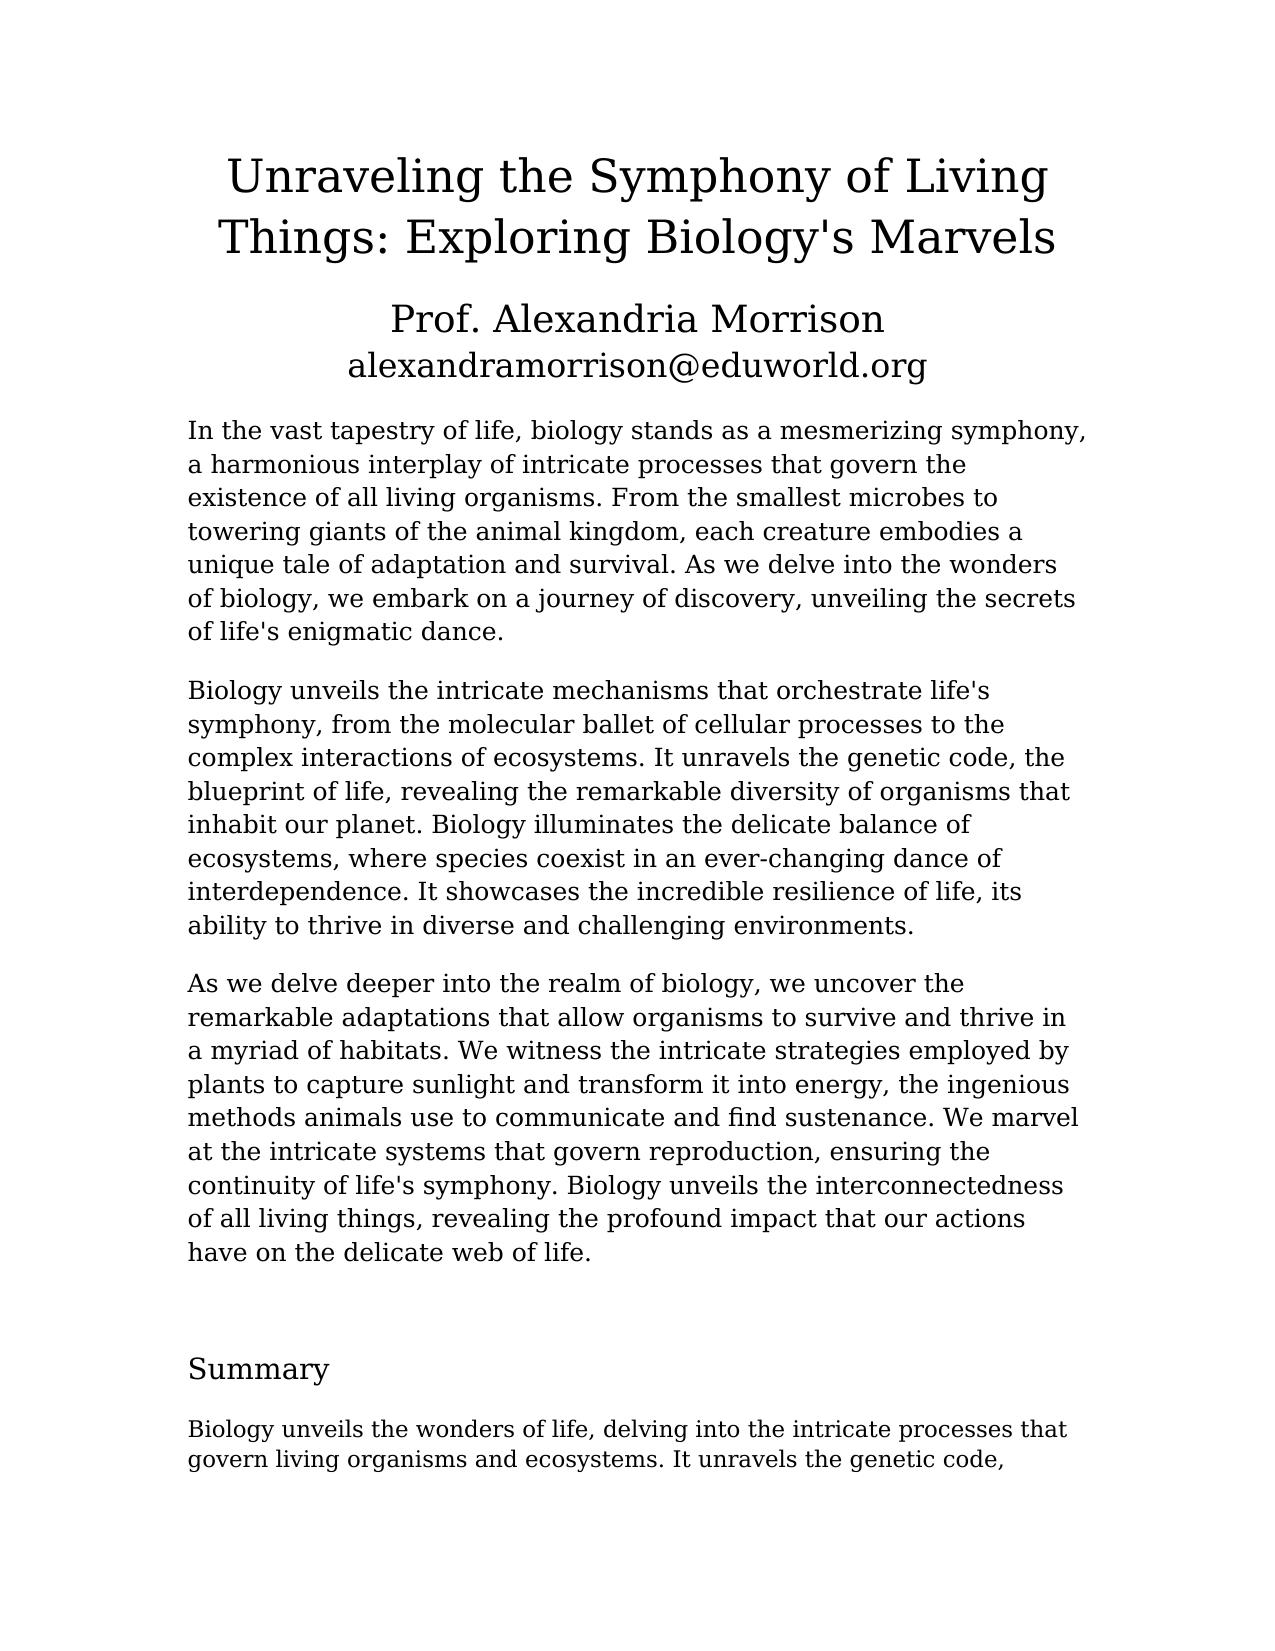 Unraveling the Symphony of Living
Things: Exploring Biology's Marvels
Prof. Alexandria Morrison
alexandramorrison@eduworld.org
In the vast tapestry of life, biology stands as a mesmerizing symphony,
a harmonious interplay of intricate processes that govern the
existence of all living organisms. From the smallest microbes to
towering giants of the animal kingdom, each creature embodies a
unique tale of adaptation and survival. As we delve into the wonders
of biology, we embark on a journey of discovery, unveiling the secrets
of life's enigmatic dance.
Biology unveils the intricate mechanisms that orchestrate life's
symphony, from the molecular ballet of cellular processes to the
complex interactions of ecosystems. It unravels the genetic code, the
blueprint of life, revealing the remarkable diversity of organisms that
inhabit our planet. Biology illuminates the delicate balance of
ecosystems, where species coexist in an ever-changing dance of
interdependence. It showcases the incredible resilience of life, its
ability to thrive in diverse and challenging environments.
As we delve deeper into the realm of biology, we uncover the
remarkable adaptations that allow organisms to survive and thrive in
a myriad of habitats. We witness the intricate strategies employed by
plants to capture sunlight and transform it into energy, the ingenious
methods animals use to communicate and find sustenance. We marvel
at the intricate systems that govern reproduction, ensuring the
continuity of life's symphony. Biology unveils the interconnectedness
of all living things, revealing the profound impact that our actions
have on the delicate web of life.
Summary
Biology unveils the wonders of life, delving into the intricate processes that
govern living organisms and ecosystems. It unravels the genetic code,